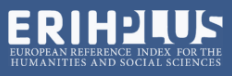 ERIHPLUS
EUROPEAN REFERENCE INDEX FOR THE
HUMANITIES AND SOCIAL SCIENCES